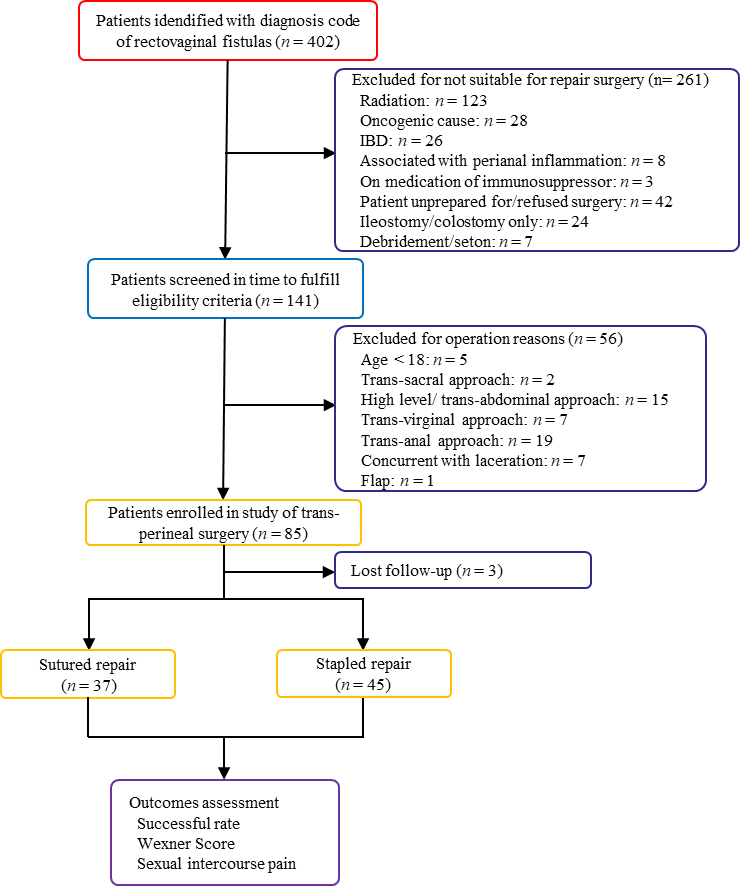 Patients identified with diagnosis code
of rectovaginal fistulas (n = 402)
Excluded for not suitable for repair surgery (n= 261)
Radiation: n = 123
Oncogenic cause: n = 28
IBD: n = 26
Associated with perianal inflammation: n = 8
On medication of immunosuppressor: n = 3
Patient unprepared for/refused surgery: n = 42
Ileostomy/colostomy only: n = 24
Debridement/seton: n = 7
Patients screened in time to fulfill
eligibility criteria (n = 141)
Excluded for operation reasons (n = 56)
Age < 18: n = 5
Trans-sacral approach: n = 2
High level/ trans-abdominal approach: n = 15
Trans-virginal approach: n = 7
Trans-anal approach: n = 19
Concurrent with laceration: n = 7
Flap: n = 1
Patients enrolled in study of trans-
perineal surgery (n = 85)
Lost follow-up (n = 3)
Sutured repair
(n = 37)
Stapled repair
(n = 45)
Outcomes assessment
Successful rate
Wexner Score
Sexual intercourse pain